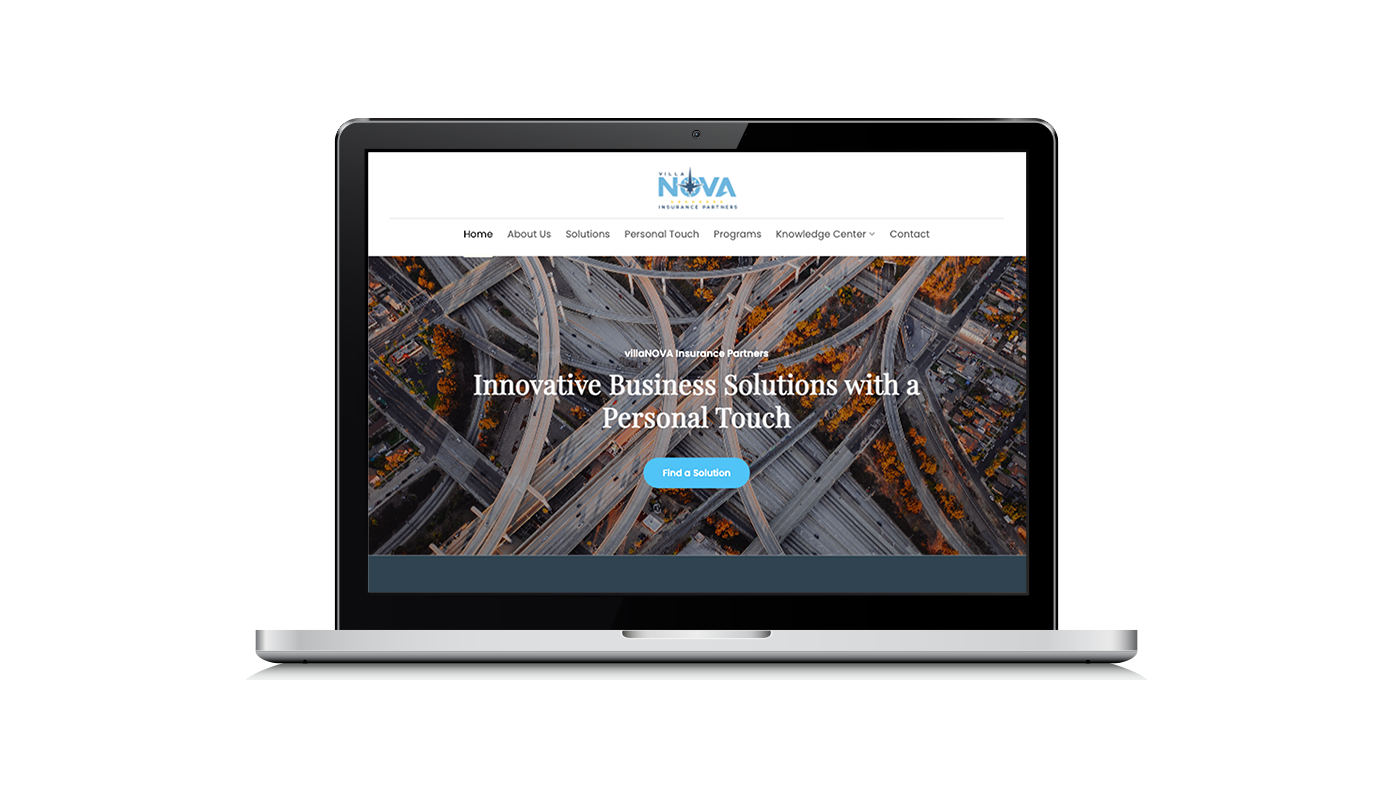 VILLA
NOVA
INSURANCE PARTNERS
Home About Us Solutions Personal Touch Programs Knowledge Center Contact
villaNOVA Insurance Partners
Innovative Business Solutions with a
Personal Touch
Find a Solution